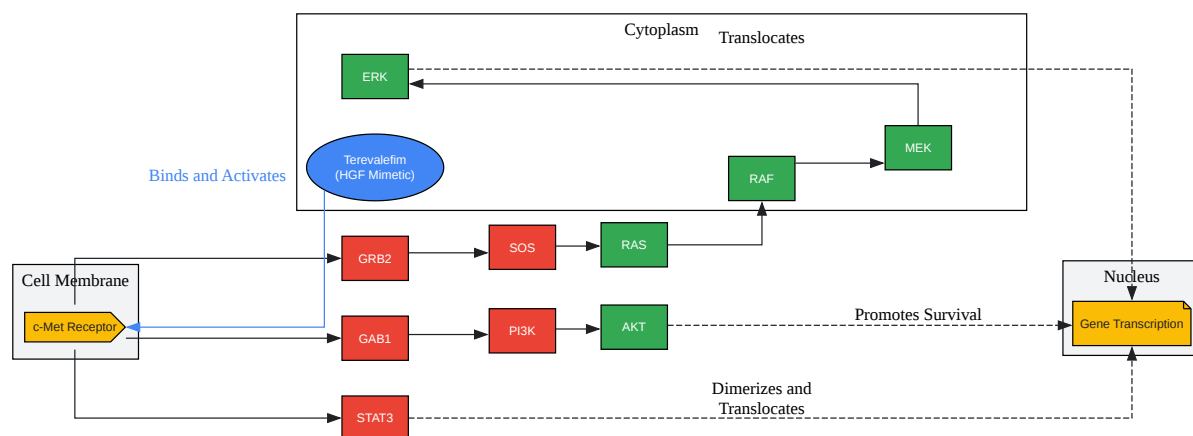 Cytoplasm
Translocates
ERK
MEK
Terevalefim
(HGF Mimetic)
Binds and Activates
RAF
GRB2
SOS
RAS
Cell Membrane
Nucleus
c-Met Receptor
GAB1
PI3K
AKT
Promotes Survival
Gene Transcription
STAT3
Dimerizes and
Translocates